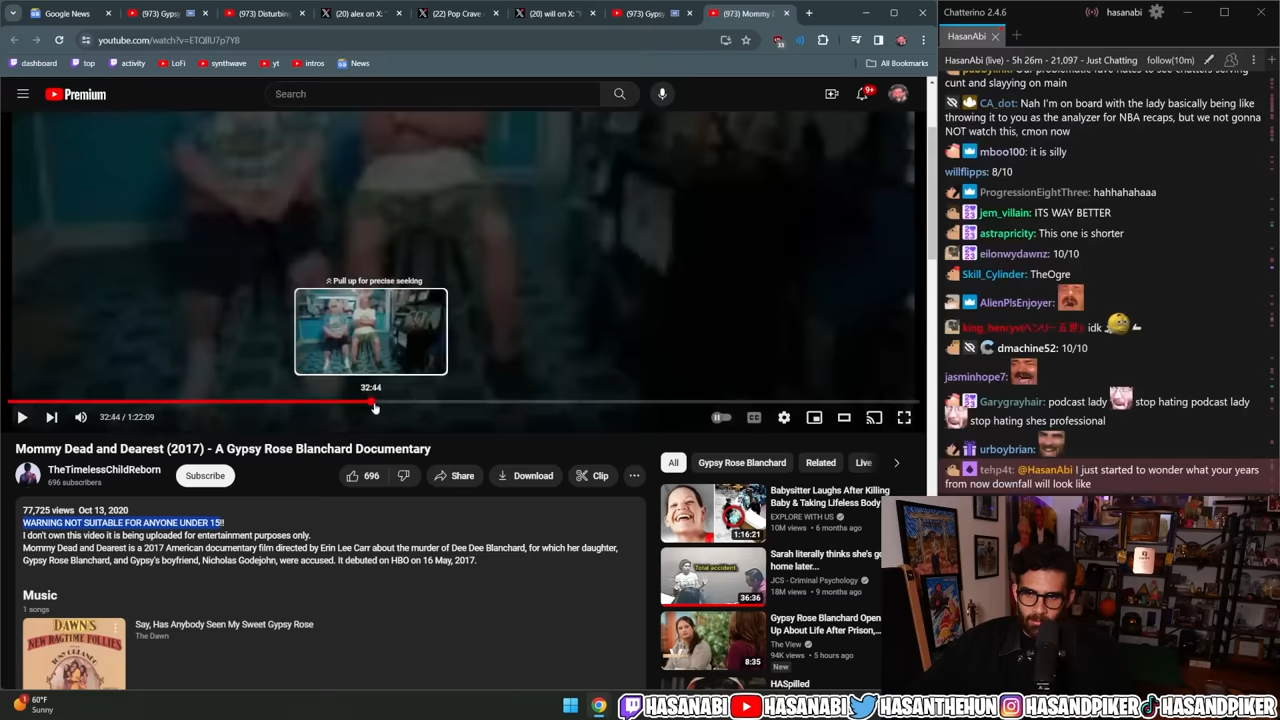 Google News
(973) Gypsy
(973) Disturbing
(20) alex on X: "
(22) Pop Crave
(20) will on X: "
(973) Gypsy
(973) Mommy
youtube.com/watch?v=ETQlIU7p7Y8
33
dashboard
top
activity
LoFi
synthwave
yt
intros
News
All Bookmarks
Premium
Search
9+
Pull up for precise seeking
32:44
32:44 / 1:22:09
CC
Mommy Dead and Dearest (2017) - A Gypsy Rose Blanchard Documentary
TheTimelessChildReborn
696 subscribers
Subscribe
696
Share
Download
Clip
77,725 views Oct 13, 2020
WARNING NOT SUITABLE FOR ANYONE UNDER 15!!
I don't own this video it is being uploaded for entertainment purposes only.
Mommy Dead and Dearest is a 2017 American documentary film directed by Erin Lee Carr about the murder of Dee Dee Blanchard, for which her daughter,
Gypsy Rose Blanchard, and Gypsy's boyfriend, Nicholas Godejohn, were accused. It debuted on HBO on 16 May, 2017.
Music
1 songs
DAWN'S
NEW RAGTIME FOLLIES
Say, Has Anybody Seen My Sweet Gypsy Rose
The Dawn
All
Gypsy Rose Blanchard
Related
Live
Babysitter Laughs After Killing
Baby & Taking Lifeless Body
EXPLORE WITH US
10M views • 6 months ago
1:16:21
Sarah literally thinks she's go
home later...
JCS - Criminal Psychology
18M views • 9 months ago
Total accident.
36:36
Gypsy Rose Blanchard Open
Up About Life After Prison,...
The View
94K views • 5 hours ago
New
8:35
HASpilled
Chatterino 2.4.6
hasanabi
HasanAbi
HasanAbi (live) - 5h 26m - 21,097 - Just Chatting
follow(10m)
cunt and slayying on main
CA_dot: Nah I'm on board with the lady basically being like
throwing it to you as the analyzer for NBA recaps, but we not gonna
NOT watch this, cmon now
mboo100: it is silly
willflipps: 8/10
ProgressionEightThree: hahhahahaaa
jem_villain: ITS WAY BETTER
astrapricity: This one is shorter
eilonwydawnz: 10/10
Skill_Cylinder: TheOgre
AlienPlsEnjoyer:
idk
dmachine52: 10/10
jasminhope7:
Garygrayhair: podcast lady stop hating podcast lady
stop hating shes professional
urboybrian:
tehp4t: @HasanAbi I just started to wonder what your years
from now downfall will look like
60°F
Sunny
HASANABI
HASANABI
HASANTHEHUN
HASANDPIKER
HASANDPIKER